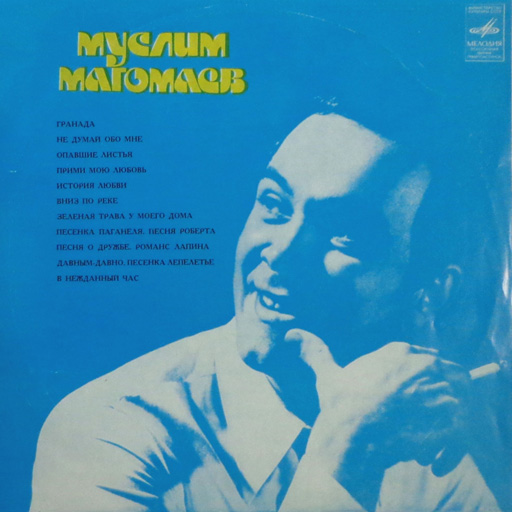 МУСЛИМ
МАГОМАЕВ
МЕЛОДИЯ
ГРАНАДА
НЕ ДУМАЙ ОБО МНЕ
ОПАВШИЕ ЛИСТЬЯ
ПРИМИ МОЮ ЛЮБОВЬ
ИСТОРИЯ ЛЮБВИ
ВНИЗ ПО РЕКЕ
ЗЕЛЕНАЯ ТРАВА У МОЕГО ДОМА
ПЕСЕНКА ПАГАНЕЛЯ. ПЕСНЯ РОБЕРТА
ПЕСНЯ О ДРУЖБЕ. РОМАНС ЛАПИНА
ДАВНЫМ-ДАВНО. ПЕСЕНКА ЛЕПЕЛЕТЬЕ
В НЕЖДАННЫЙ ЧАС